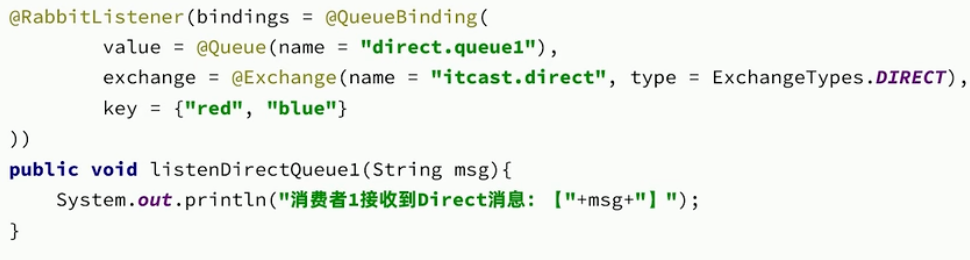 @RabbitListener(bindings = @QueueBinding(
        value = @Queue(name = "direct.queue1"),
        exchange = @Exchange(name = "itcast.direct", type = ExchangeTypes.DIRECT),
        key = {"red", "blue"}
))
public void listenDirectQueue1(String msg){
    System.out.println("消费者1接收到Direct消息：【"+msg+"】");
}